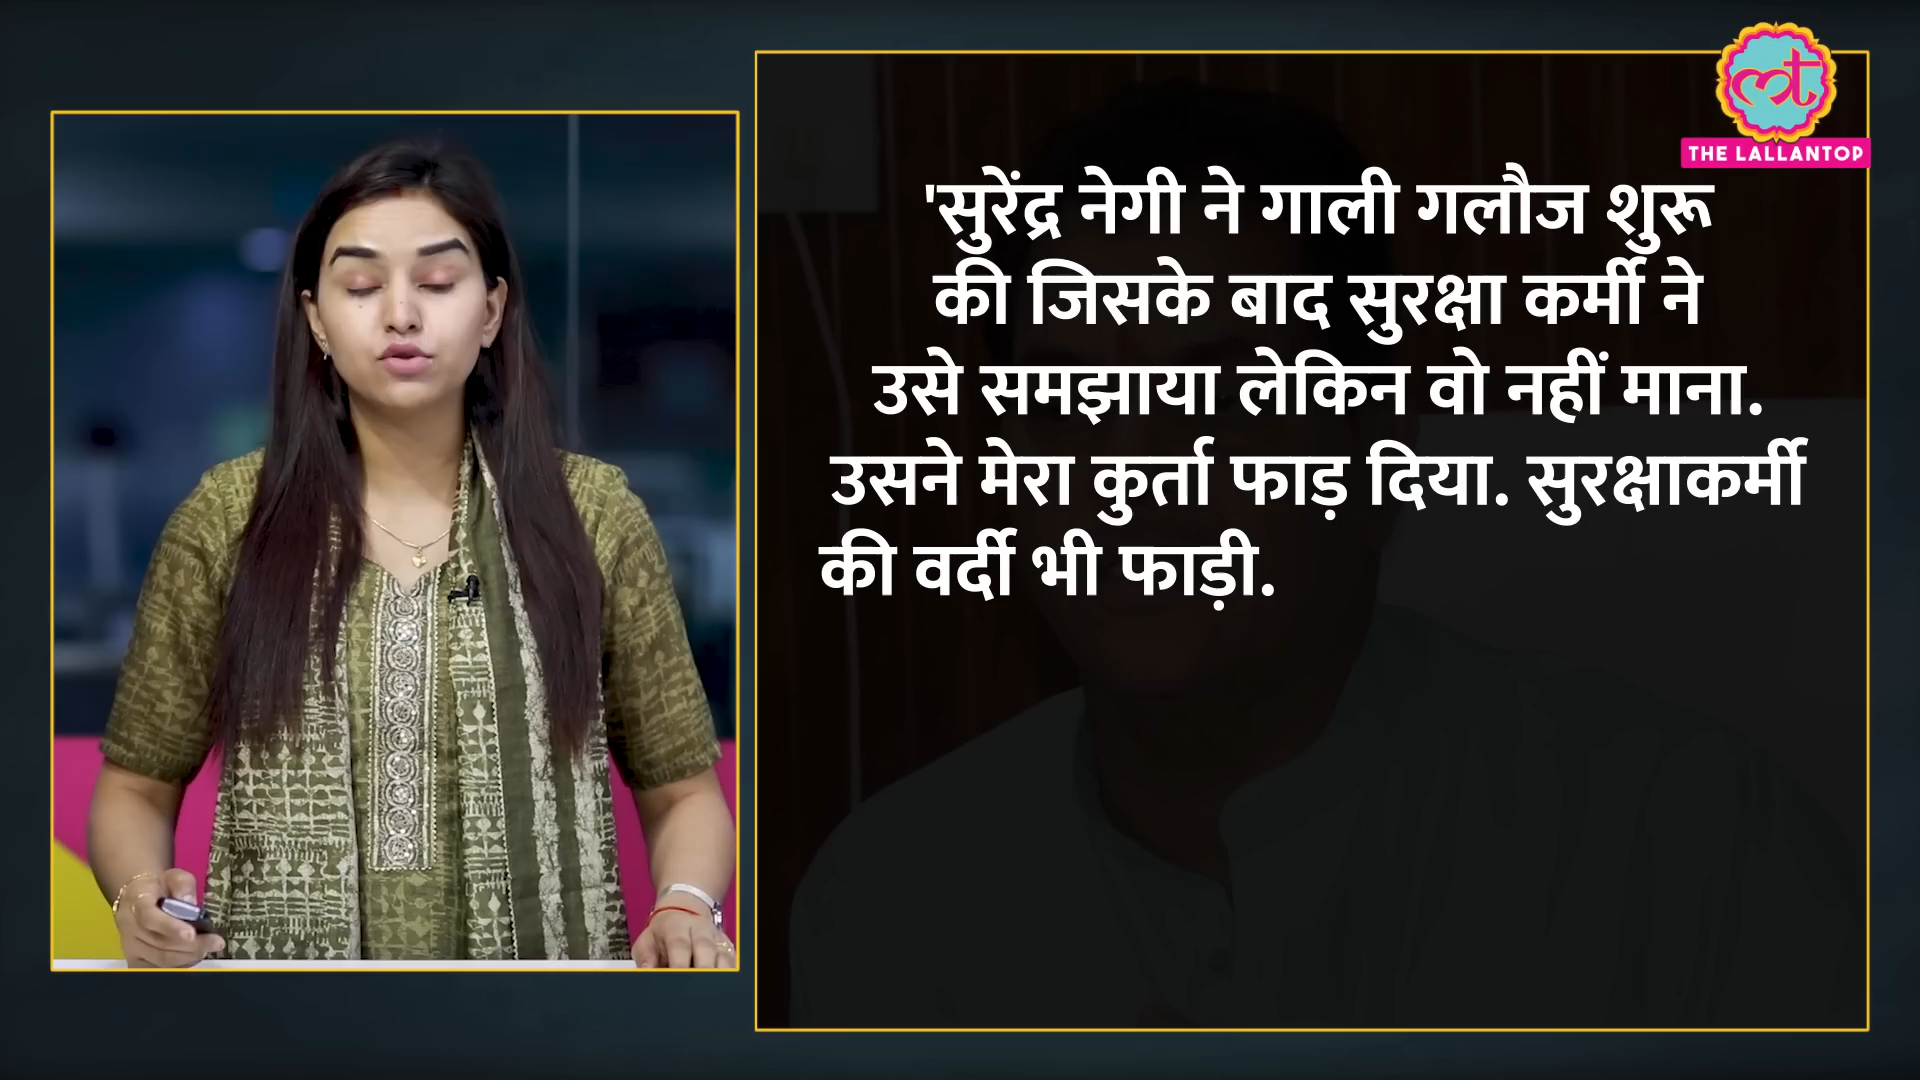 THE LALLANTOP
'सुरेंद्र नेगी ने गाली गलौज शुरू
की जिसके बाद सुरक्षा कर्मी ने
उसे समझाया लेकिन वो नहीं माना.
उसने मेरा कुर्ता फाड़ दिया. सुरक्षाकर्मी
की वर्दी भी फाड़ी.